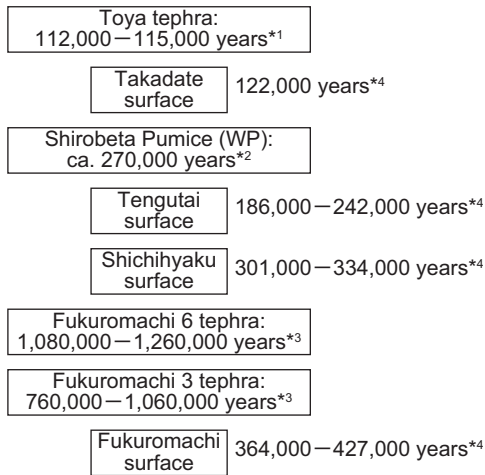 Toya tephra:
112,000－115,000 years*1
Takadate
surface
122,000 years*4
Shirobeta Pumice (WP):
ca. 270,000 years*2
Tengutai
surface
186,000－242,000 years*4
Shichihyaku
surface
301,000－334,000 years*4
Fukuromachi 6 tephra:
1,080,000－1,260,000 years*3
Fukuromachi 3 tephra:
760,000－1,060,000 years*3
Fukuromachi
surface
364,000－427,000 years*4